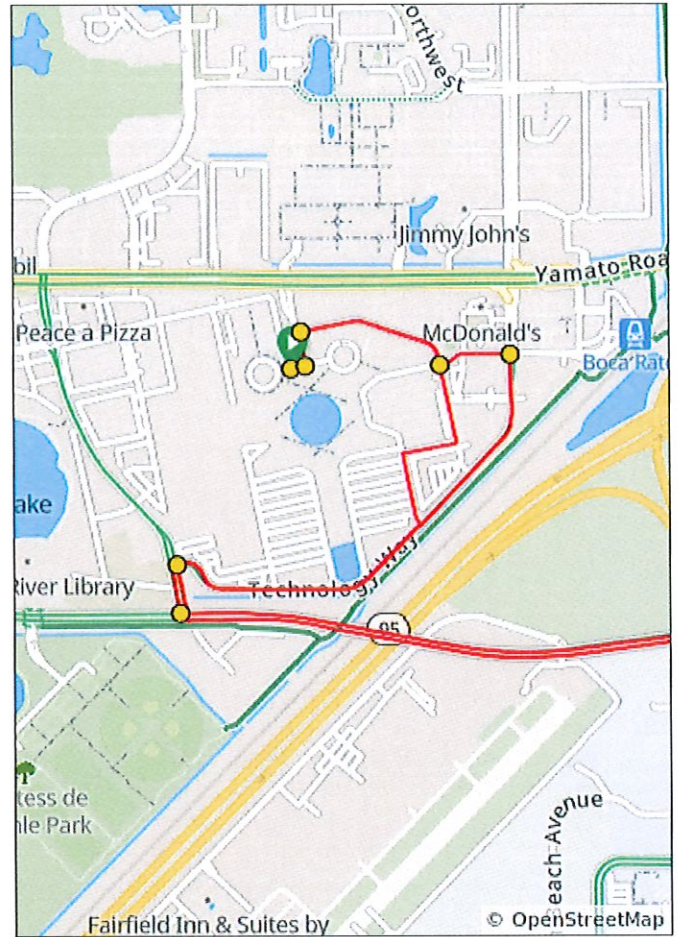 orthwest
Jimmy John's
bil
Yamato Roa
Peace a Pizza
McDonald's
Boca Rat
ake
River Library
Technology Way
95
tess de
hle Park
Beach Avenue
Fairfield Inn & Suites by
© OpenStreetMap